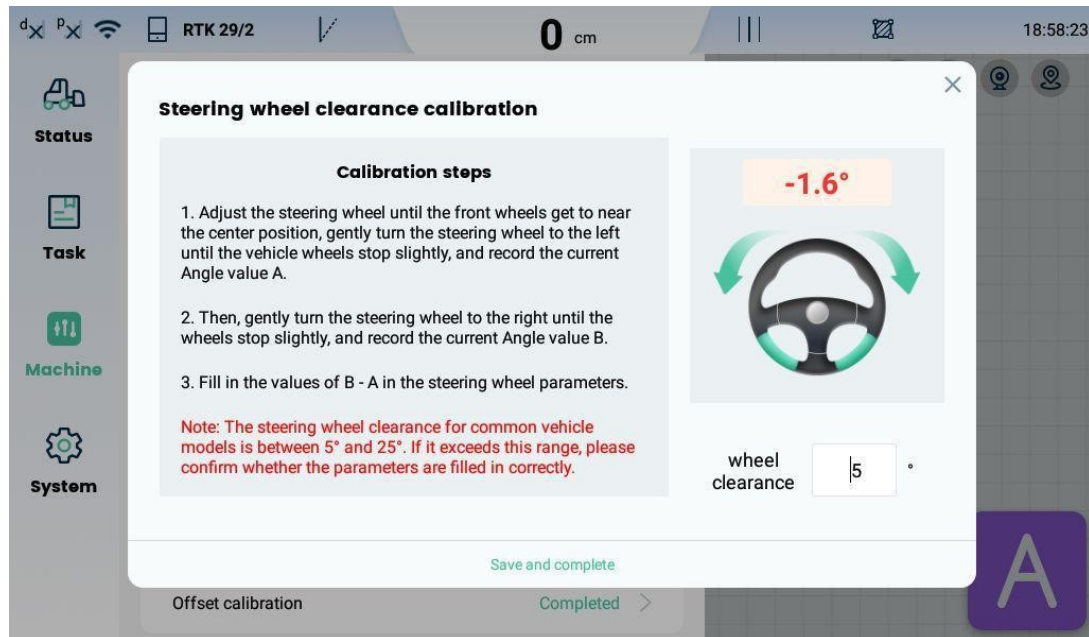 dx Px RTK 29/2 0 cm 18:58:23
Status
Task
Machine
System
Steering wheel clearance calibration
Calibration steps
1. Adjust the steering wheel until the front wheels get to near
the center position, gently turn the steering wheel to the left
until the vehicle wheels stop slightly, and record the current
Angle value A.
2. Then, gently turn the steering wheel to the right until the
wheels stop slightly, and record the current Angle value B.
3. Fill in the values of B - A in the steering wheel parameters.
Note: The steering wheel clearance for common vehicle
models is between 5° and 25°. If it exceeds this range, please
confirm whether the parameters are filled in correctly.
-1.6°
wheel
clearance
5 °
Save and complete
Offset calibration Completed
A